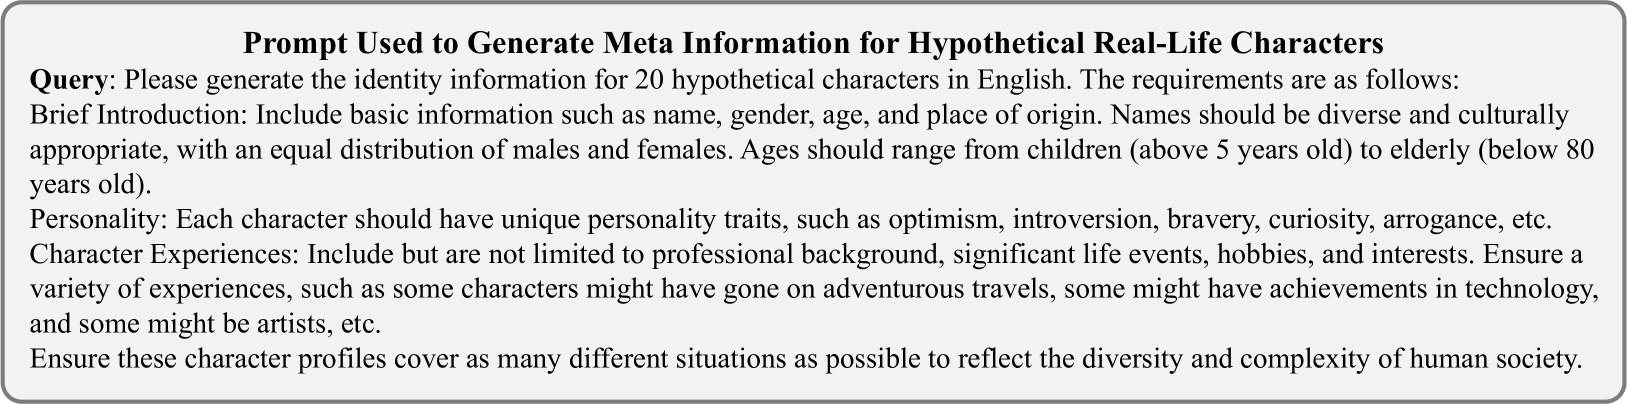 Prompt Used to Generate Meta Information for Hypothetical Real-Life Characters
Query: Please generate the identity information for 20 hypothetical characters in English. The requirements are as follows:
Brief Introduction: Include basic information such as name, gender, age, and place of origin. Names should be diverse and culturally
appropriate, with an equal distribution of males and females. Ages should range from children (above 5 years old) to elderly (below 80
years old).
Personality: Each character should have unique personality traits, such as optimism, introversion, bravery, curiosity, arrogance, etc.
Character Experiences: Include but are not limited to professional background, significant life events, hobbies, and interests. Ensure a
variety of experiences, such as some characters might have gone on adventurous travels, some might have achievements in technology,
and some might be artists, etc.
Ensure these character profiles cover as many different situations as possible to reflect the diversity and complexity of human society.